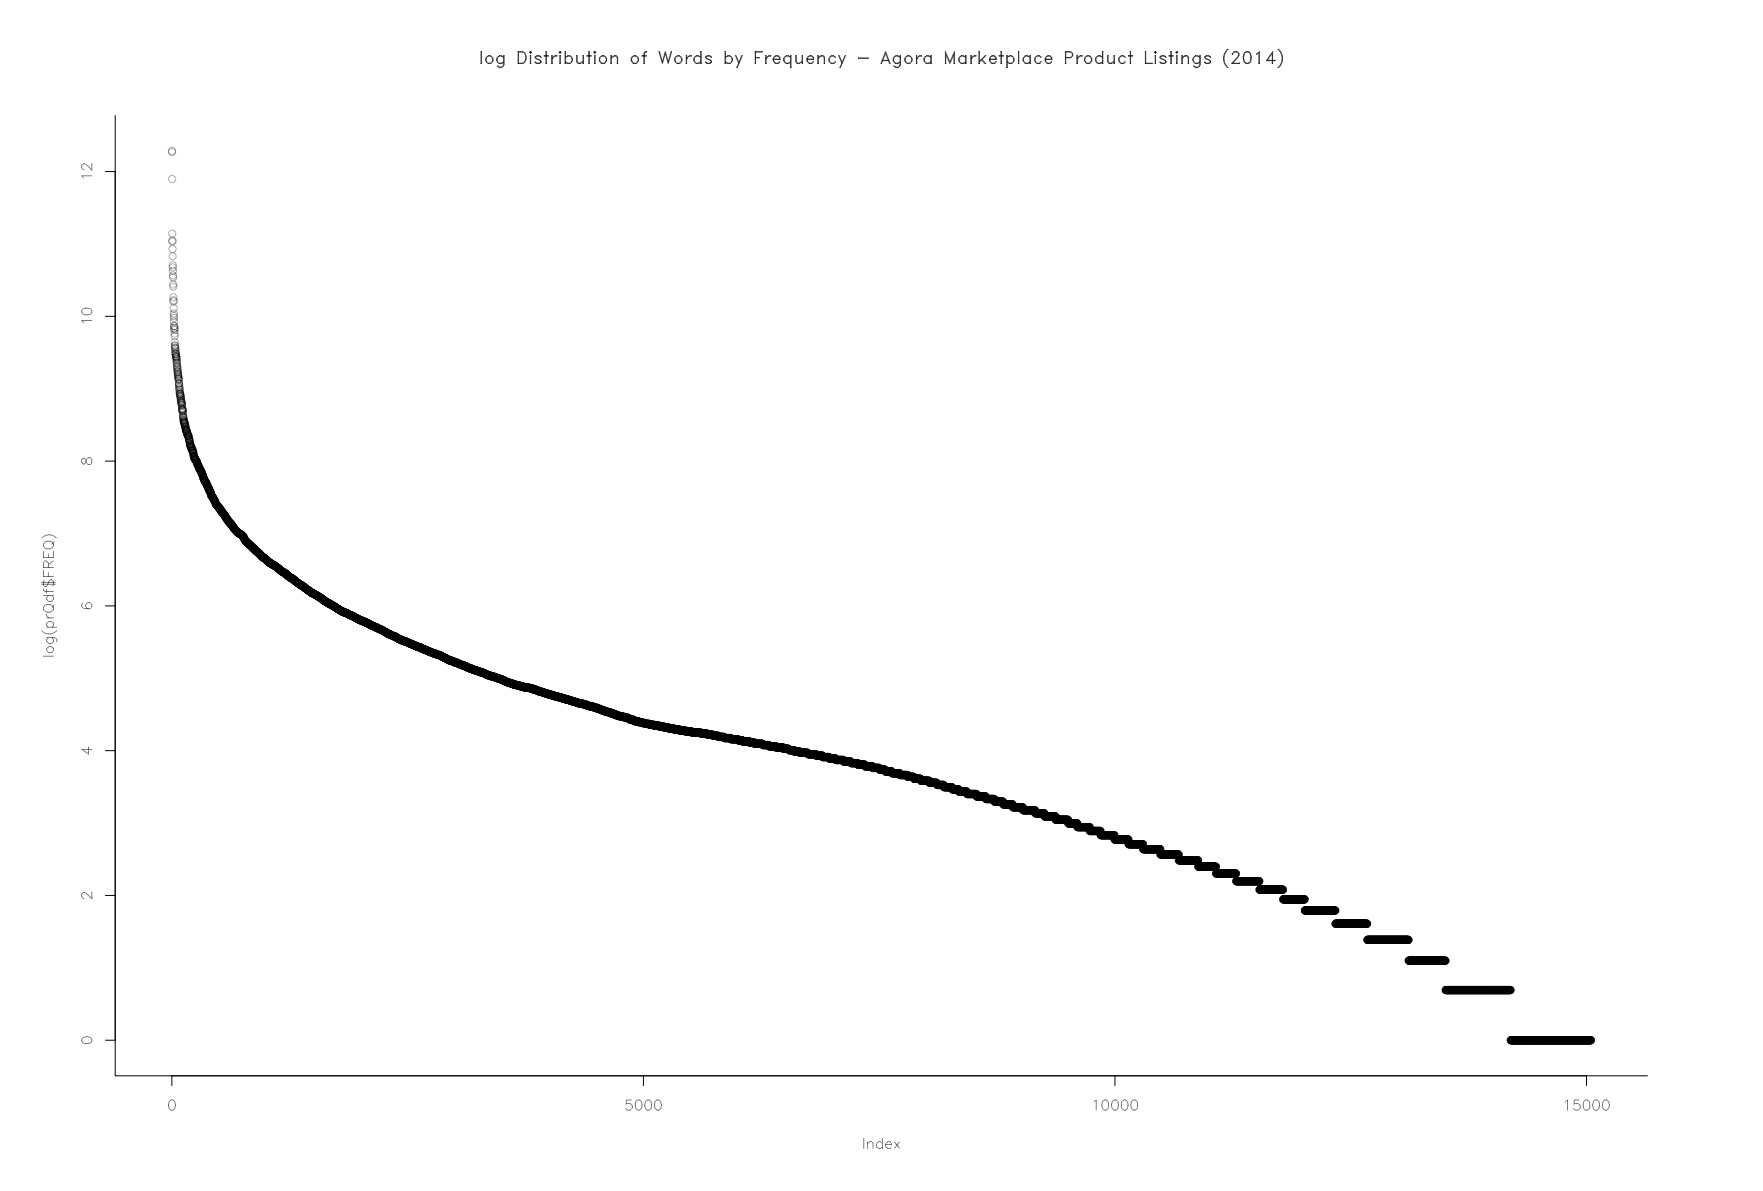 log Distribution of Words by Frequency – Agora Marketplace Product Listings (2014)
12
10
8
6
4
2
0
log(prQdf$FREQ)
0 5000 10000 15000
Index